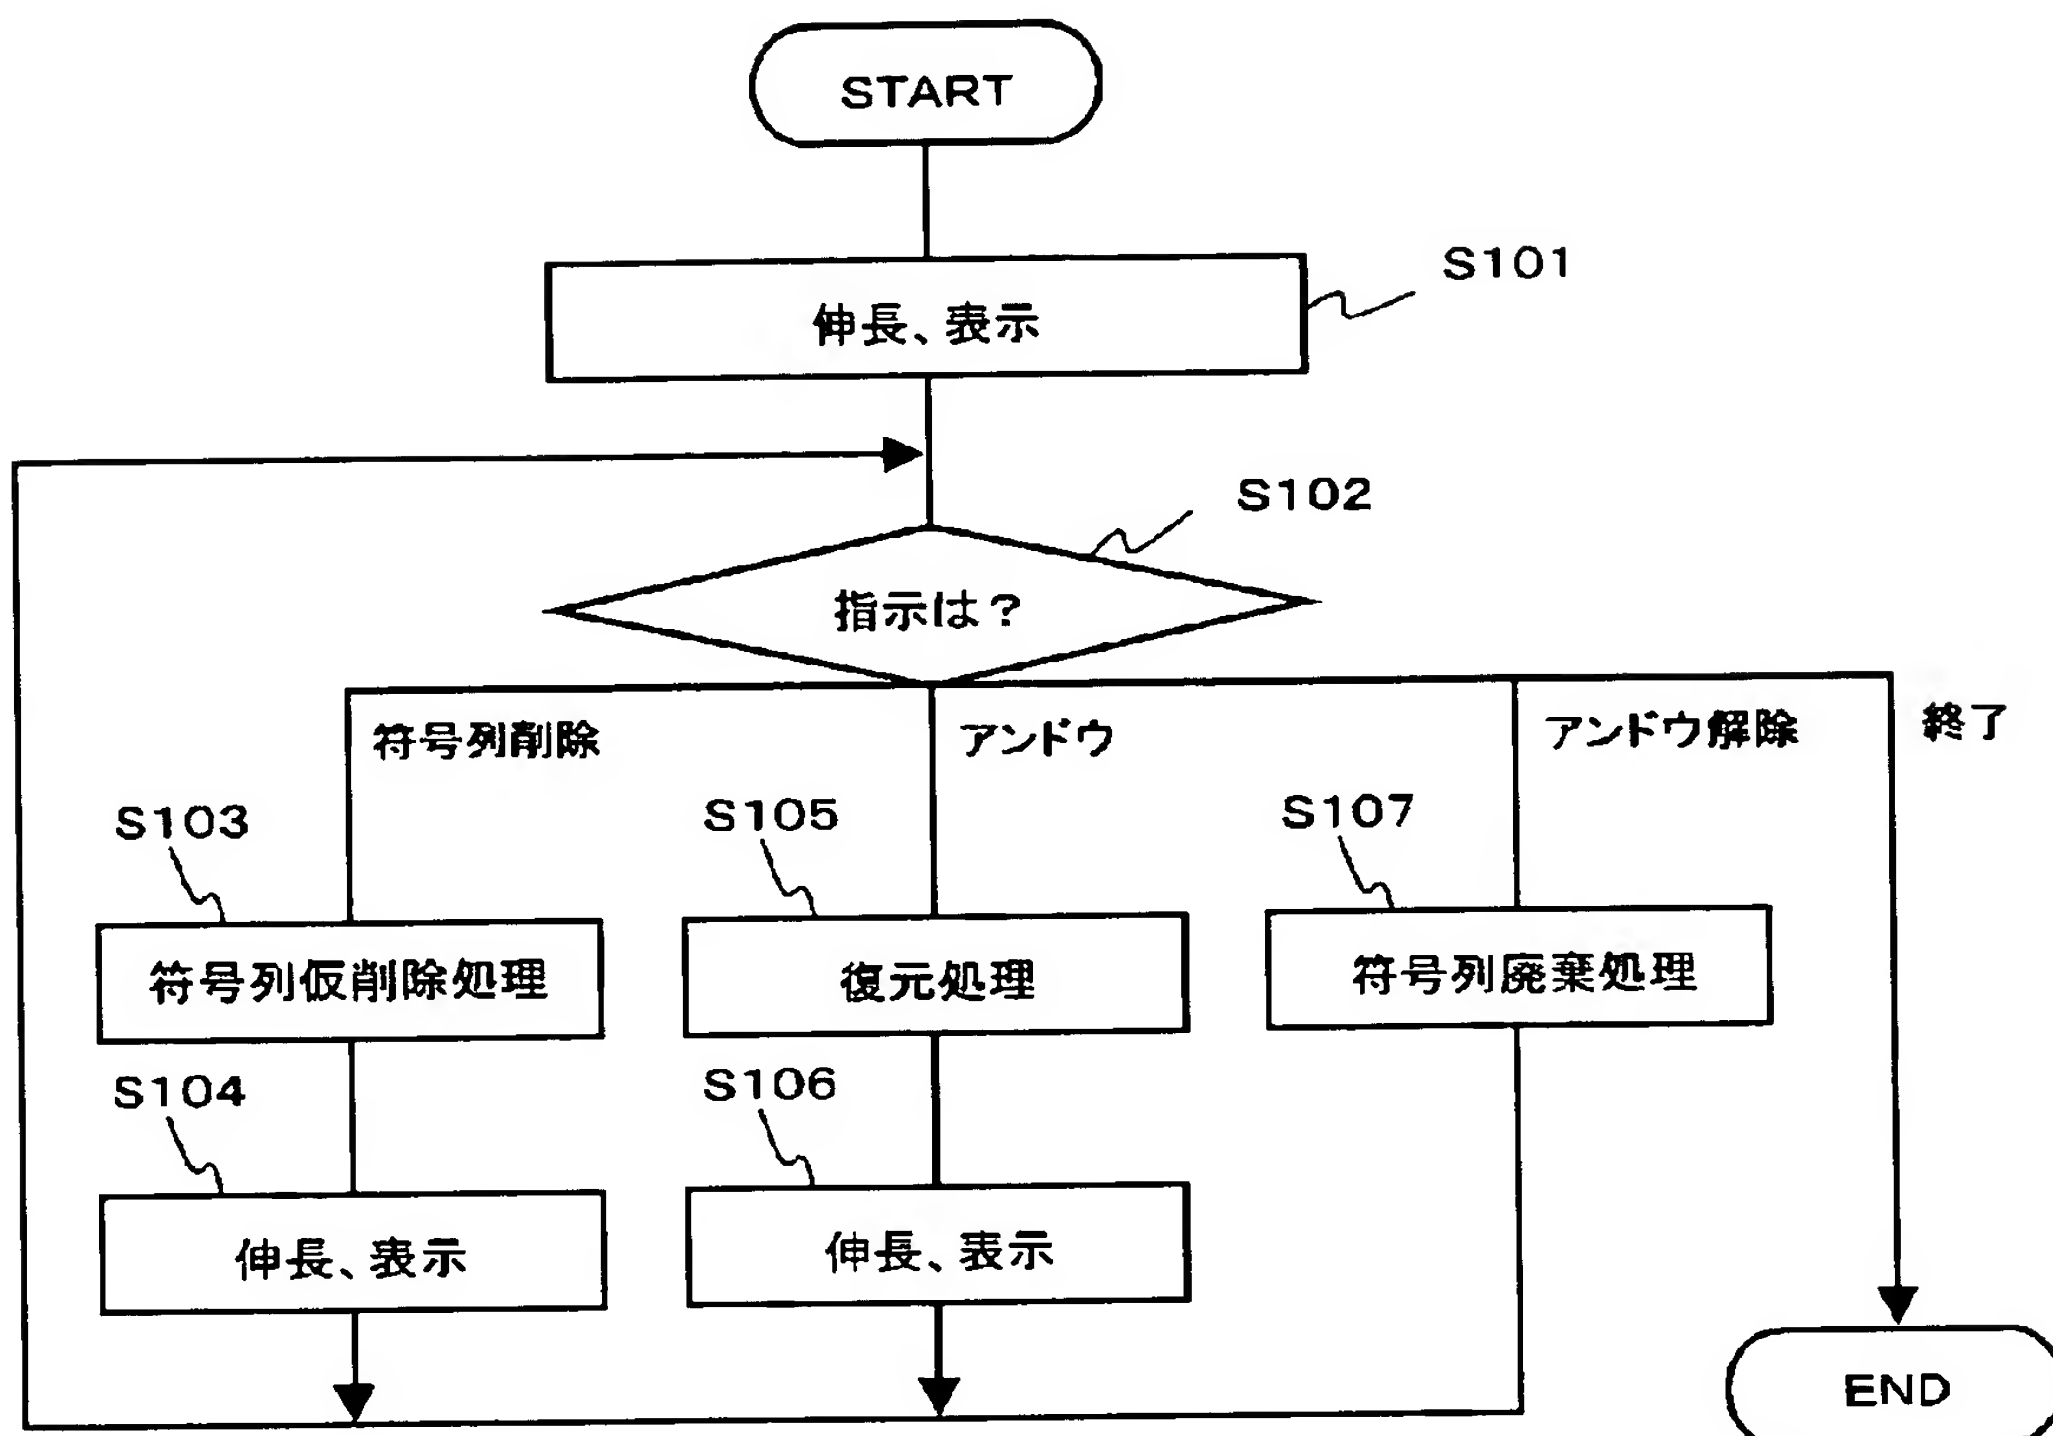 START
S101
伸長、表示
S102
指示は？
符号列削除
アンドウ
アンドウ解除
終了
S103
S105
S107
符号列仮削除処理
復元処理
符号列廃棄処理
S104
S106
伸長、表示
伸長、表示
END